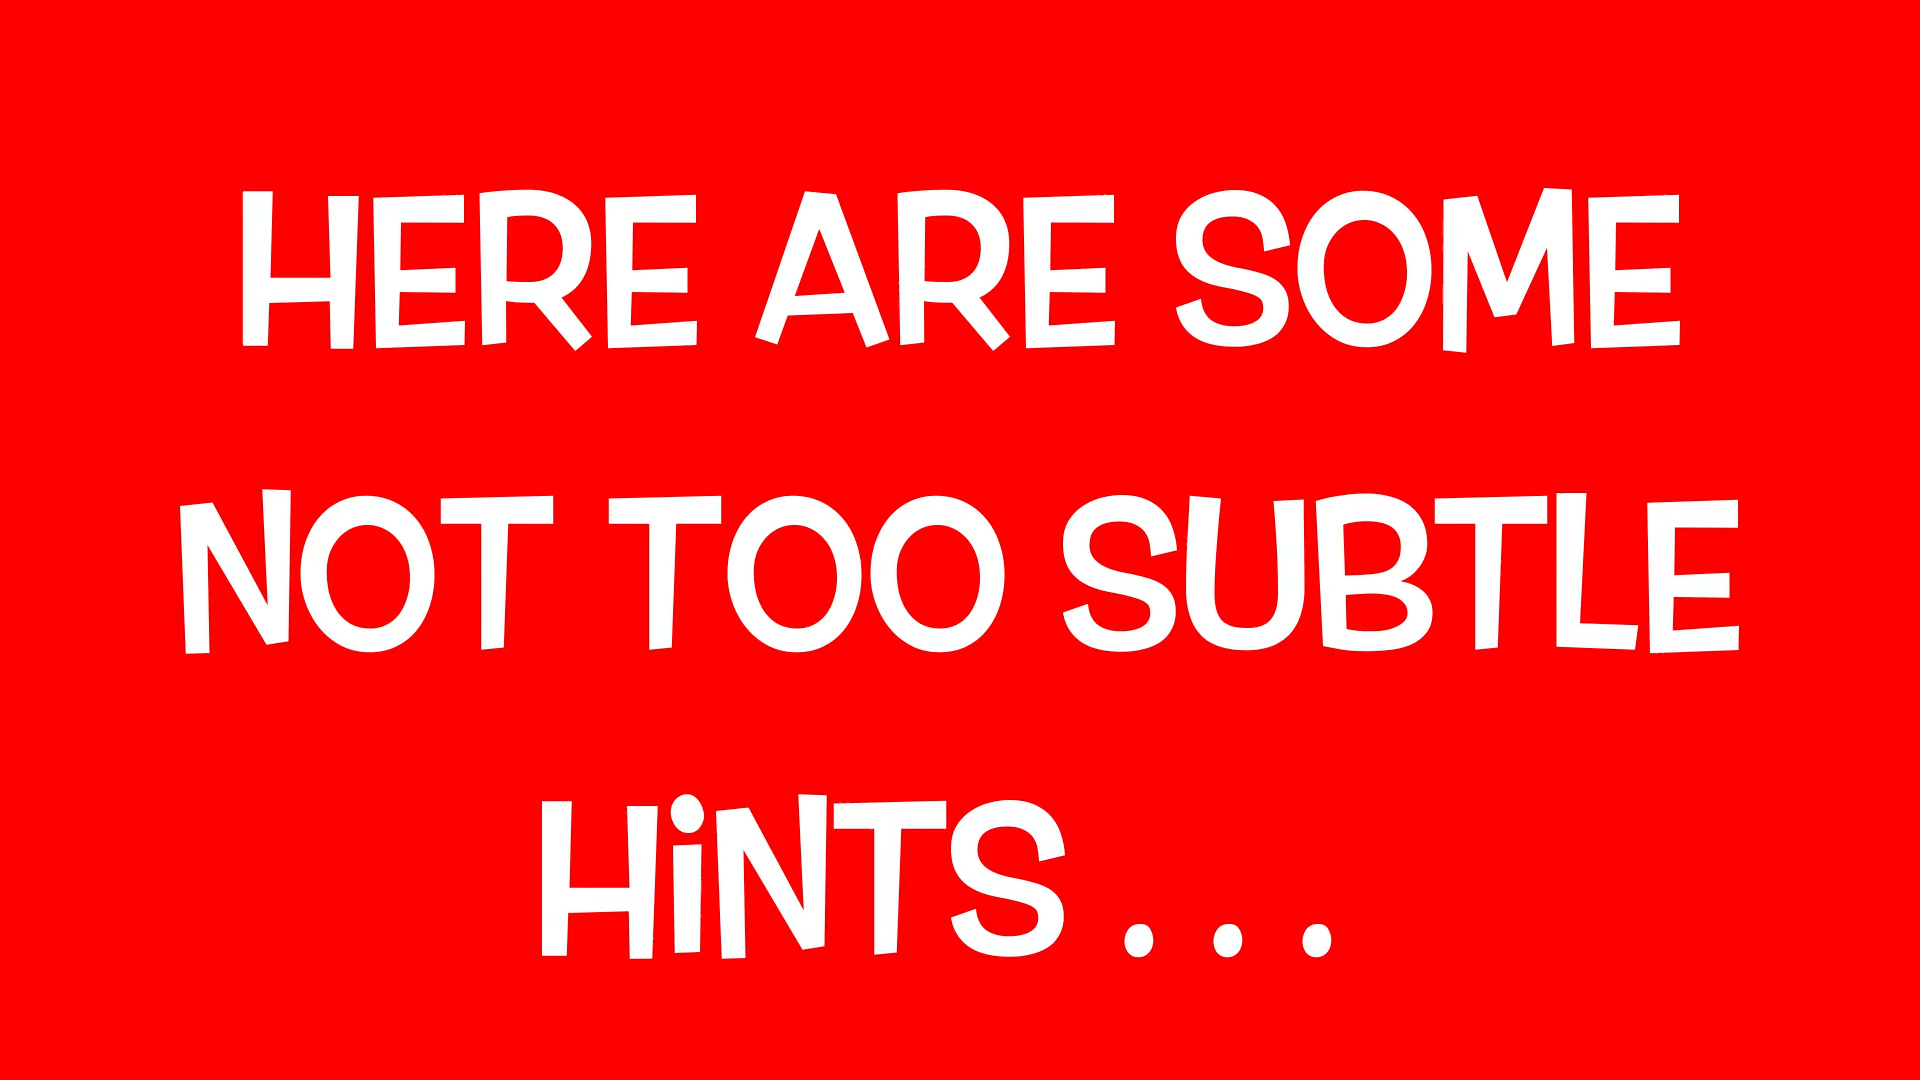 HERE ARE SOME
NOT TOO SUBTLE
HiNTS . . .